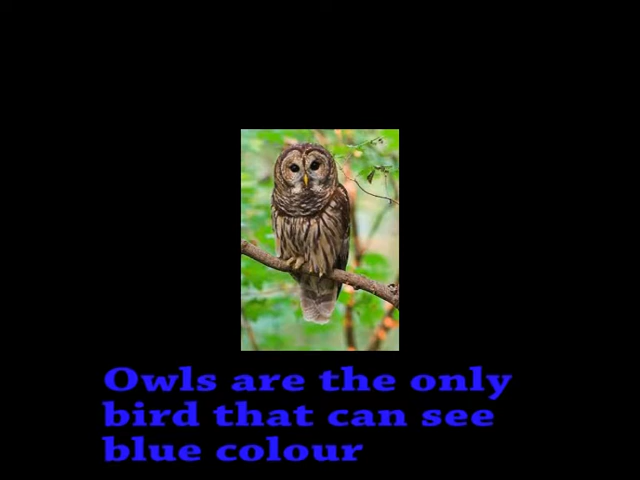 Owls are the only
bird that can see
blue colour